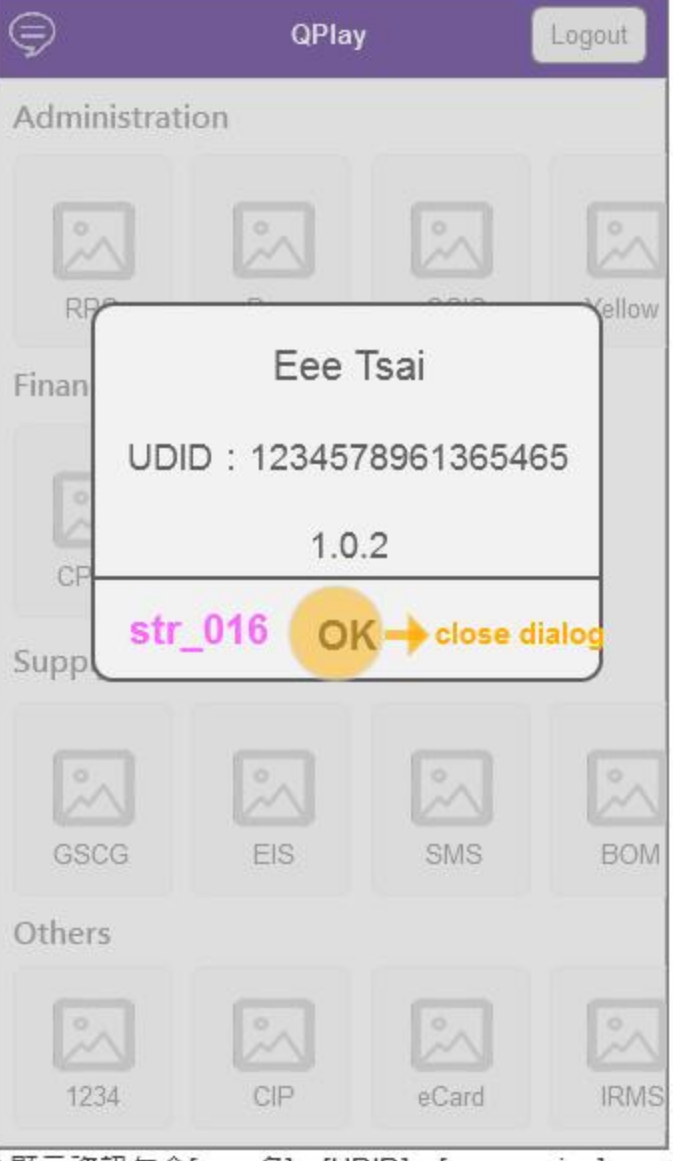 QPlay
Logout
Administration
Yellow
Eee Tsai
UDID : 1234578961365465
1.0.2
str_016 OK close dialog
GSCG EIS SMS BOM
Others
1234 CIP eCard IRMS